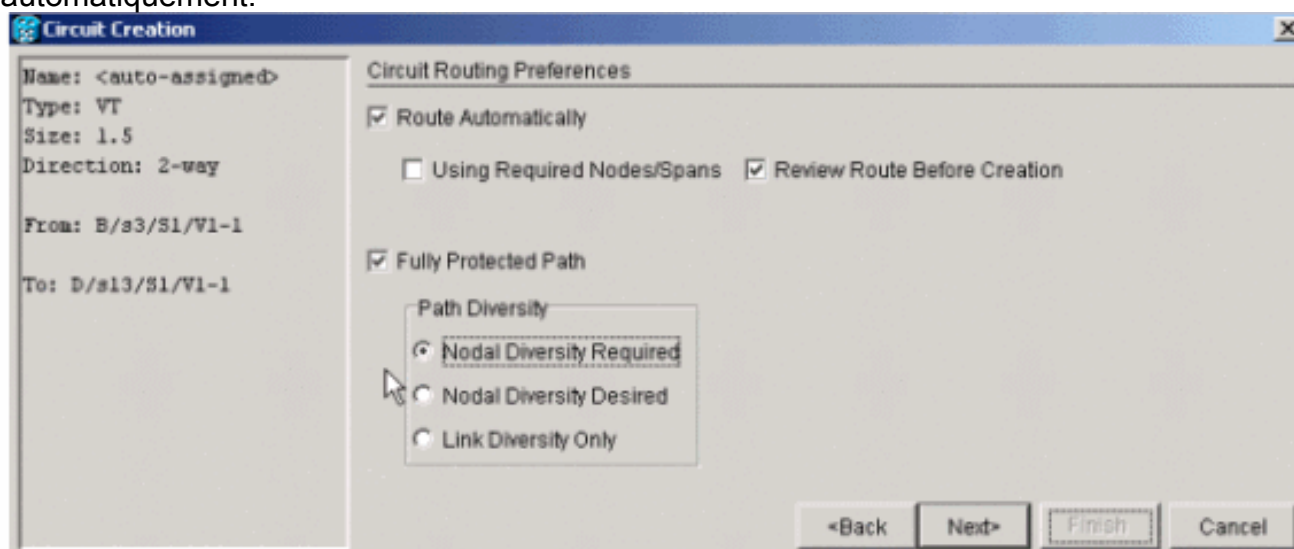 automatiquement.
Circuit Creation
Name: <auto-assigned>
Type: VT
Size: 1.5
Direction: 2-way
From: B/s3/S1/V1-1
To: D/s13/S1/V1-1
Circuit Routing Preferences
Route Automatically
Using Required Nodes/Spans Review Route Before Creation
Fully Protected Path
Path Diversity
Nodal Diversity Required
Nodal Diversity Desired
Link Diversity Only
<Back Next> Finish Cancel